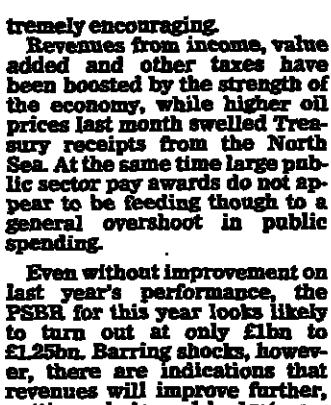 tremely encouraging.
Revenues from income, value
added and other taxes have
been boosted by the strength of
the economy, while higher oil
prices last month swelled Trea-
sury receipts from the North
Sea. At the same time large pub-
lic sector pay awards do not ap-
pear to be feeding though to a
general overshoot in public
spending.
Even without improvement on
last year's performance, the
PSBR for this year looks likely
to turn out at only £1bn to
£1.25bn. Barring shocks, howev-
er, there are indications that
revenues will improve further,